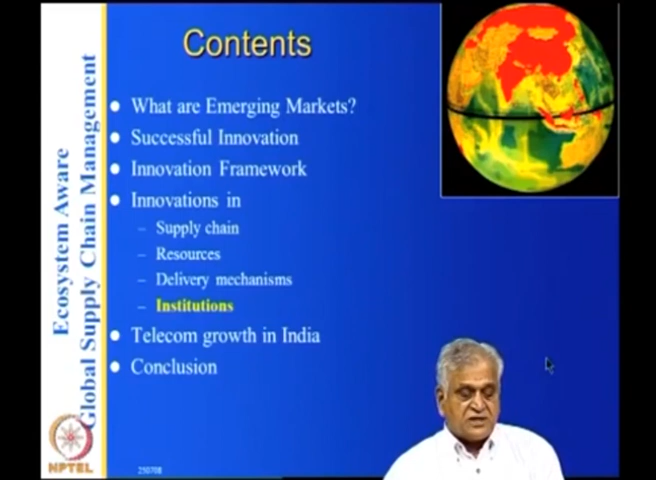 Contents
What are Emerging Markets?
Successful Innovation
Innovation Framework
Innovations in
– Supply chain
– Resources
– Delivery mechanisms
– Institutions
Telecom growth in India
Conclusion
Ecosystem Aware
Global Supply Chain Management
NPTEL
250708